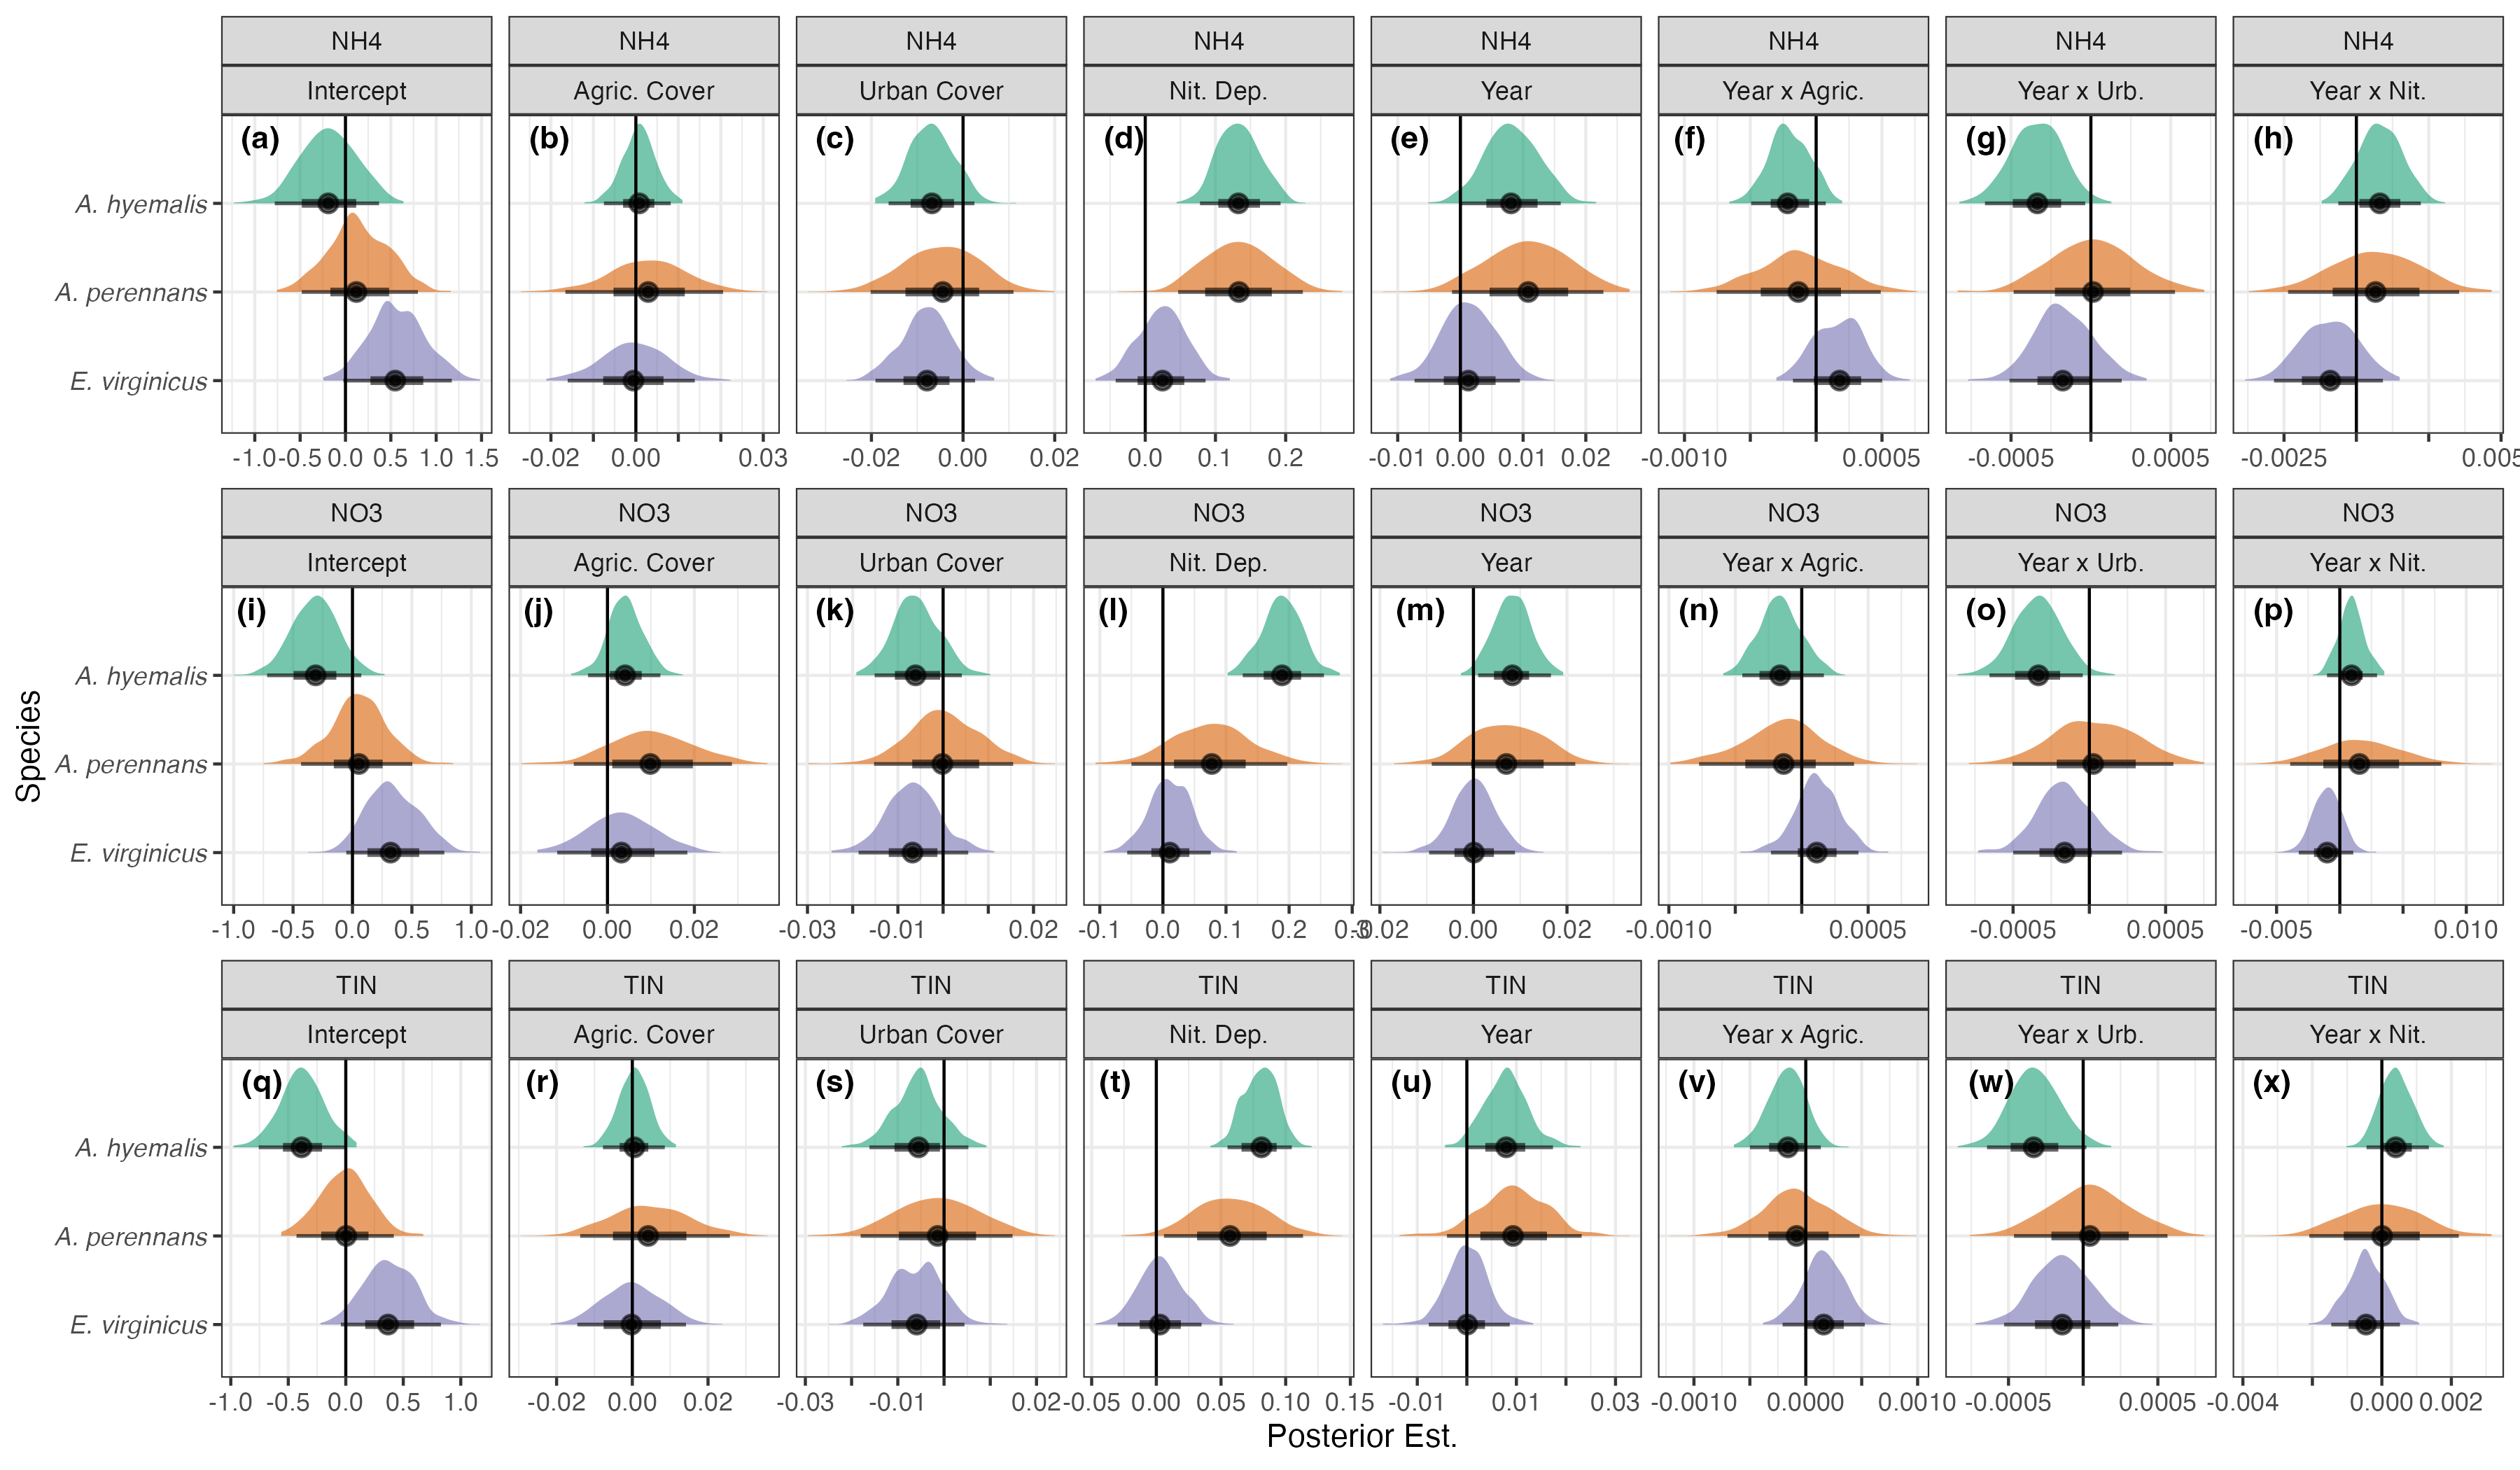 NH4 NH4 NH4 NH4 NH4 NH4 NH4 NH4
Intercept Agric. Cover Urban Cover Nit. Dep. Year Year x Agric. Year x Urb. Year x Nit.
(a) (b) (c) (d) (e) (f) (g) (h)
A. hyemalis
A. perennans
E. virginicus
-1.0 -0.5 0.0 0.5 1.0 1.5 -0.02 0.00 0.03 -0.02 0.00 0.02 0.0 0.1 0.2 -0.01 0.00 0.01 0.02 -0.0010 0.0005 -0.0005 0.0005 -0.0025
NO3 NO3 NO3 NO3 NO3 NO3 NO3 NO3
Intercept Agric. Cover Urban Cover Nit. Dep. Year Year x Agric. Year x Urb. Year x Nit.
(i) (j) (k) (l) (m) (n) (o) (p)
A. hyemalis
A. perennans
E. virginicus
-1.0 -0.5 0.0 0.5 1.0 -0.02 0.00 0.02 -0.03 -0.01 0.02 -0.1 0.0 0.1 0.2 0.00 0.02 -0.0010 0.0005 -0.0005 0.0005 -0.005 0.010
TIN TIN TIN TIN TIN TIN TIN TIN
Intercept Agric. Cover Urban Cover Nit. Dep. Year Year x Agric. Year x Urb. Year x Nit.
(q) (r) (s) (t) (u) (v) (w) (x)
A. hyemalis
A. perennans
E. virginicus
-1.0 -0.5 0.0 0.5 1.0 -0.02 0.00 0.02 -0.03 -0.01 0.02 -0.05 0.00 0.05 0.10 0.15 -0.01 0.01 0.03 -0.0010 0.0000 0.0010 -0.0005 0.0005 -0.004 0.000 0.002
Species
Posterior Est.